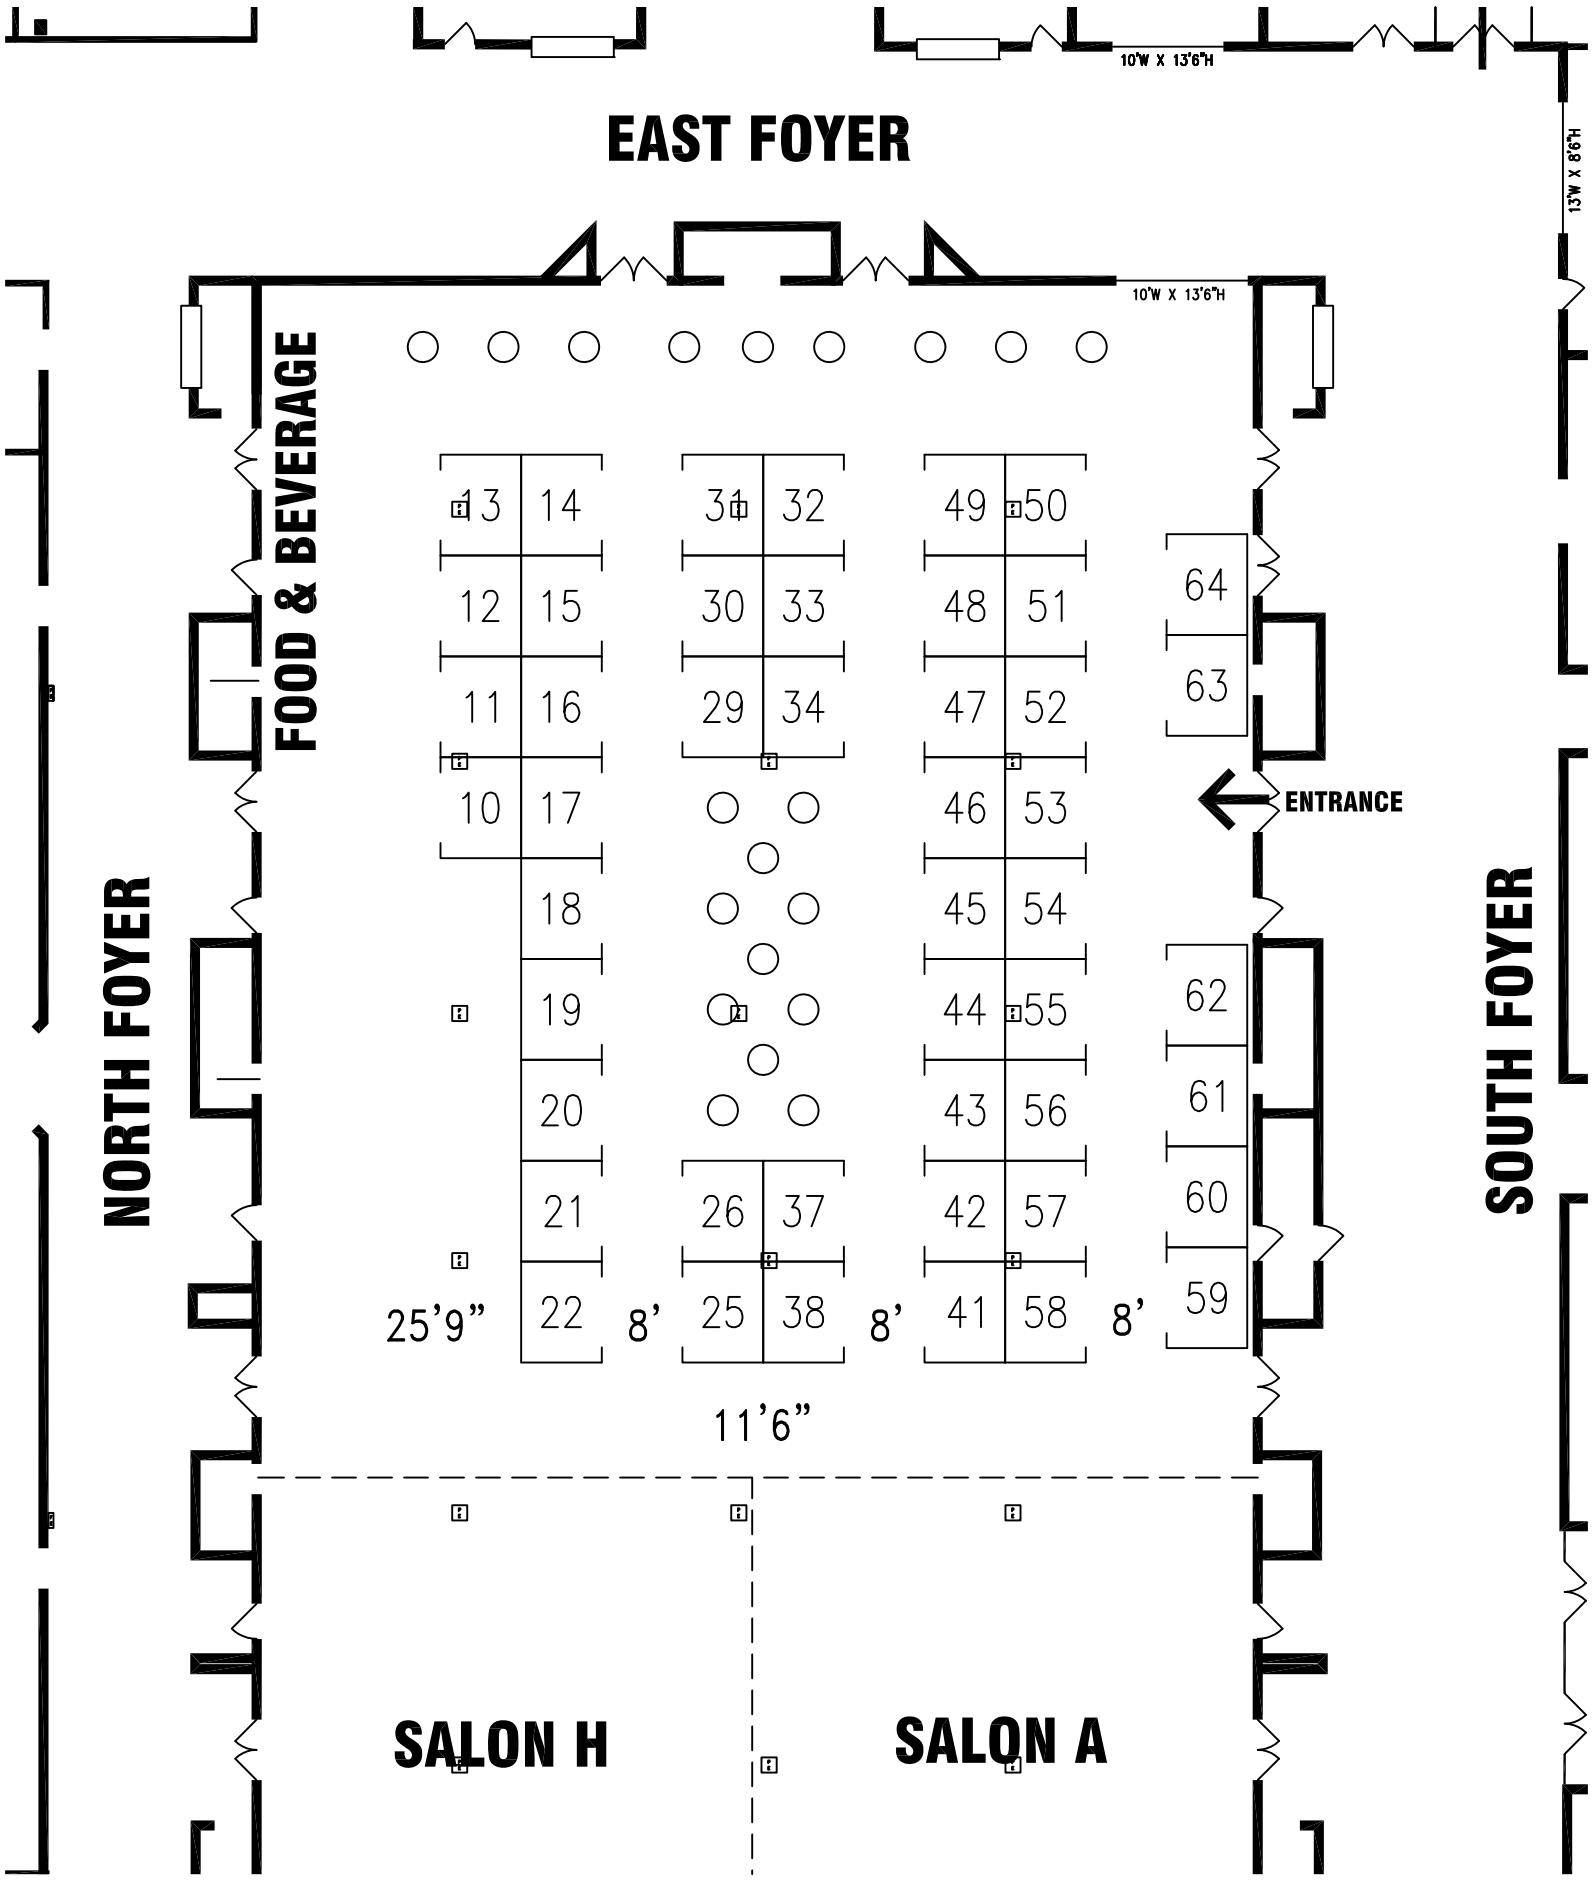 10'W X 13'6"H
EAST FOYER
13'W X 8'6"H
10'W X 13'6"H
FOOD & BEVERAGE
13 14 31 32 49 50
64
12 15 30 33 48 51
63
11 16 29 34 47 52
10 17 46 53
ENTRANCE
18 45 54
NORTH FOYER
SOUTH FOYER
19 44 55 62
20 43 56 61
21 26 37 42 57 60
22 25 38 41 58 59
25'9" 8' 8' 8'
11'6"
SALON H
SALON A